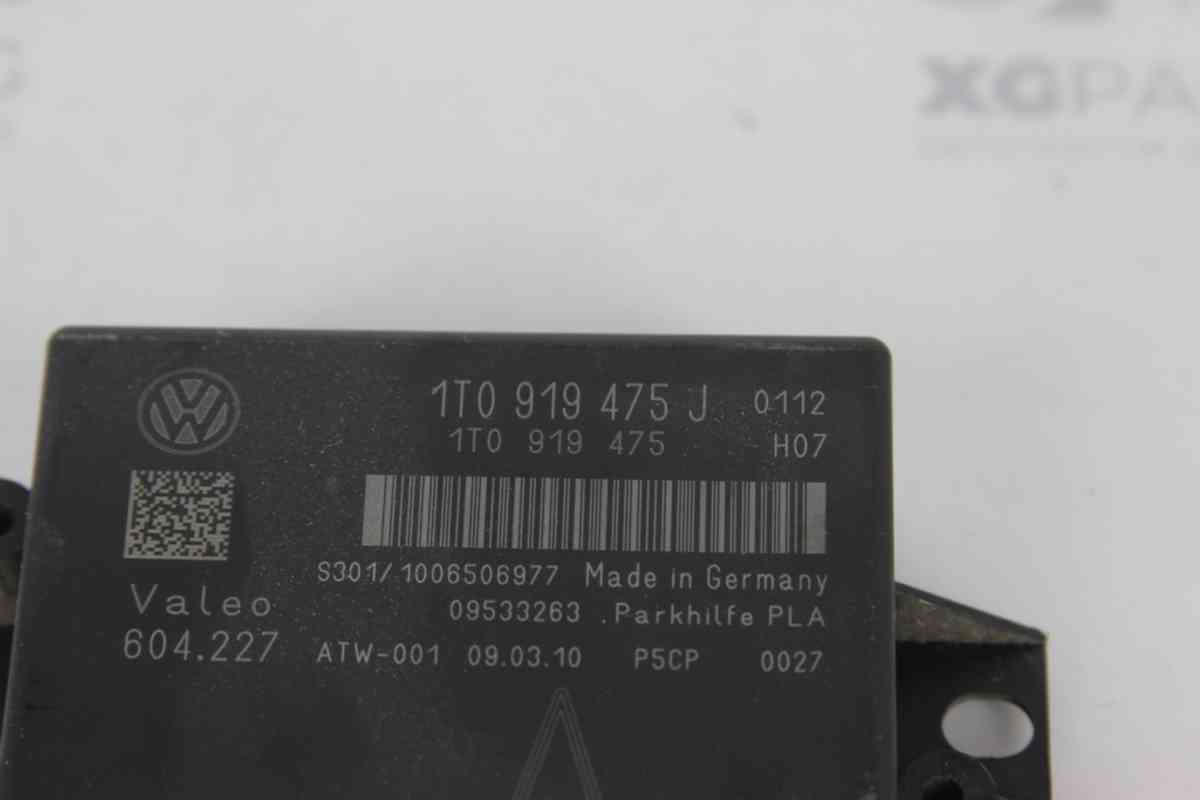 XGPA
1T0 919 475 J 0112
1T0 919 475 H07
S301/1006506977 Made in Germany
Valeo
09533263 .Parkhilfe PLA
604.227
ATW-001 09.03.10 P5CP 0027